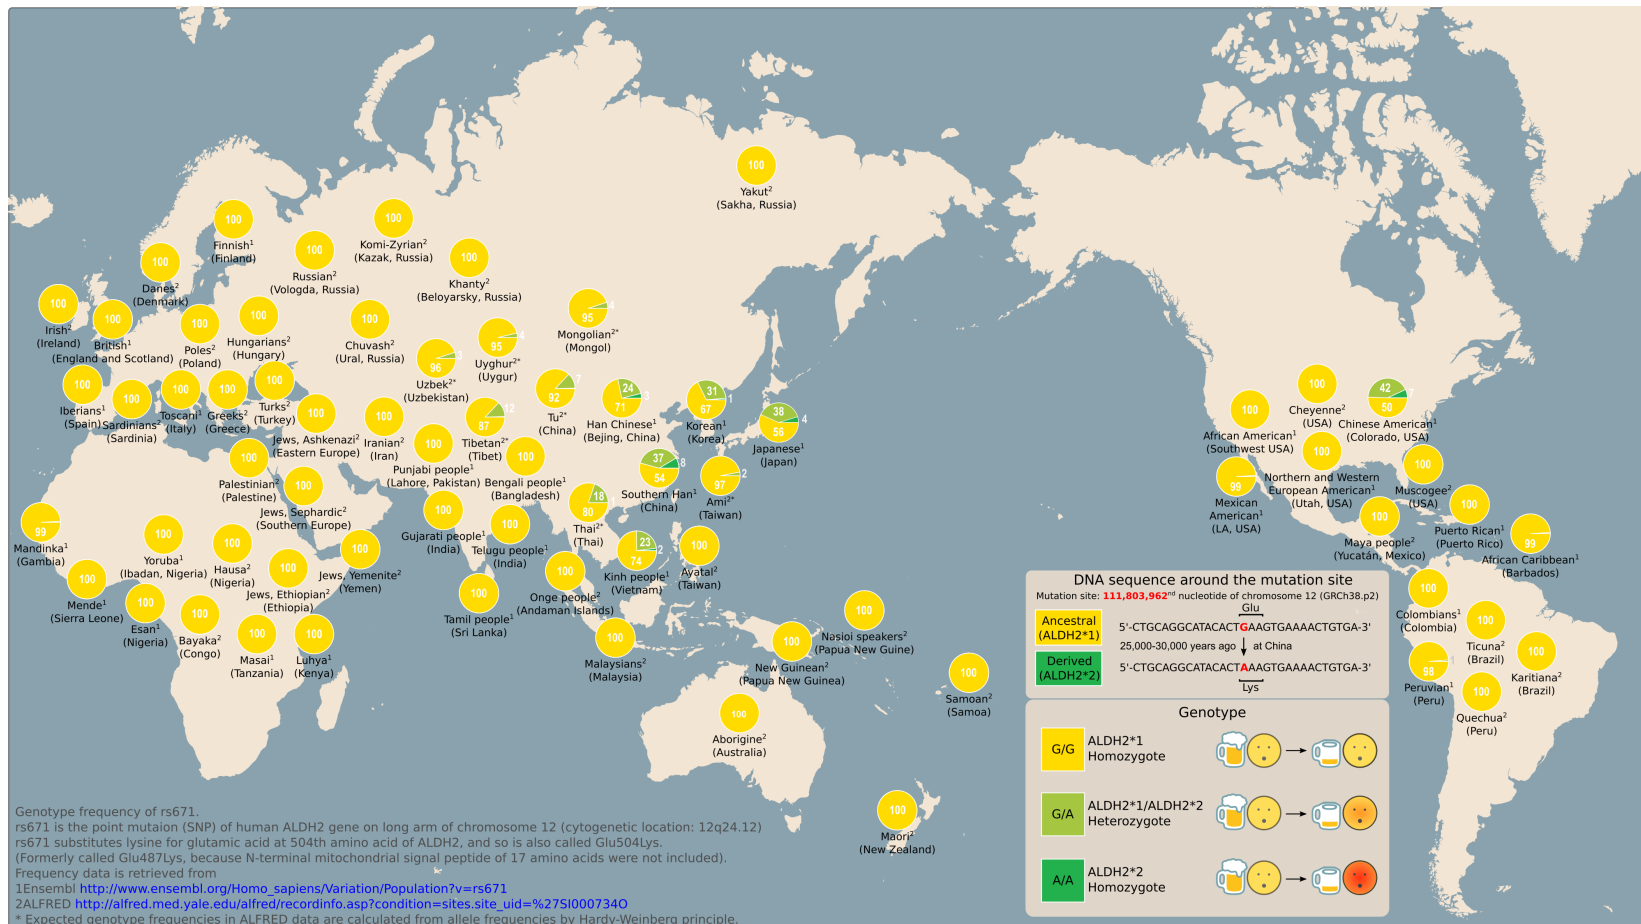 100
Yakut2
(Sakha, Russia)
100
Finnish1
(Finland)
100
Komi-Zyrian2
(Kazak, Russia)
100
Russian2
(Vologda, Russia)
100
Khanty2
(Beloyarsky, Russia)
100
Danes2
(Denmark)
100
Irish2
(Ireland)
100
British1
(England and Scotland)
100
Poles2
(Poland)
100
Hungarians2
(Hungary)
100
Chuvash2
(Ural, Russia)
95
4
Mongolian2*
(Mongol)
95
4
Uyghur2*
(Uygur)
96
3
Uzbek2*
(Uzbekistan)
100
Iberians1
(Spain)
100
Sardinians2
(Sardinia)
100
Toscani1
(Italy)
100
Greeks2
(Greece)
100
Turks2
(Turkey)
100
Jews, Ashkenazi2
(Eastern Europe)
100
Iranian2
(Iran)
87
12
Tibetan2*
(Tibet)
92
7
Tu2*
(China)
71
24
3
Han Chinese1
(Bejing, China)
67
31
1
Korean1
(Korea)
56
38
4
Japanese1
(Japan)
100
Palestinian2
(Palestine)
100
Jews, Sephardic2
(Southern Europe)
100
Punjabi people1
(Lahore, Pakistan)
100
Bengali people1
(Bangladesh)
54
37
8
Southern Han1
(China)
97
2
Ami2*
(Taiwan)
99
Mandinka1
(Gambia)
100
Yoruba1
(Ibadan, Nigeria)
100
Hausa2
(Nigeria)
100
Jews, Ethiopian2
(Ethiopia)
100
Jews, Yemenite2
(Yemen)
100
Gujarati people1
(India)
100
Telugu people1
(India)
80
18
Thai2*
(Thai)
74
23
2
Kinh people1
(Vietnam)
100
Ayatal2
(Taiwan)
100
Mende1
(Sierra Leone)
100
Esan1
(Nigeria)
100
Bayaka2
(Congo)
100
Masai1
(Tanzania)
100
Luhya1
(Kenya)
100
Tamil people1
(Sri Lanka)
100
Onge people2
(Andaman Islands)
100
Malaysians2
(Malaysia)
100
New Guinean2
(Papua New Guinea)
100
Nasioi speakers2
(Papua New Guine)
100
Samoan2
(Samoa)
100
Aborigine2
(Australia)
100
Maori2
(New Zealand)
100
African American1
(Southwest USA)
100
Cheyenne2
(USA)
50
42
Chinese American1
(Colorado, USA)
99
Mexican
American1
(LA, USA)
100
Northern and Western
European American1
(Utah, USA)
100
Muscogee2
(USA)
100
Maya people2
(Yucatán, Mexico)
100
Puerto Rican1
(Puerto Rico)
99
African Caribbean1
(Barbados)
100
Colombians1
(Colombia)
100
Ticuna2
(Brazil)
100
Karitiana2
(Brazil)
98
1
Peruvian1
(Peru)
100
Quechua2
(Peru)
DNA sequence around the mutation site
Mutation site: 111,803,962nd nucleotide of chromosome 12 (GRCh38.p2)
Glu
Ancestral
(ALDH2*1)
5'-CTGCAGGCATACACTGAAGTGAAAACTGTGA-3'
25,000-30,000 years ago at China
Derived
(ALDH2*2)
5'-CTGCAGGCATACACTAAAGTGAAAACTGTGA-3'
Lys
Genotype
G/G
ALDH2*1
Homozygote
G/A
ALDH2*1/ALDH2*2
Heterozygote
A/A
ALDH2*2
Homozygote
Genotype frequency of rs671.
rs671 is the point mutaion (SNP) of human ALDH2 gene on long arm of chromosome 12 (cytogenetic location: 12q24.12)
rs671 substitutes lysine for glutamic acid at 504th amino acid of ALDH2, and so is also called Glu504Lys.
(Formerly called Glu487Lys, because N-terminal mitochondrial signal peptide of 17 amino acids were not included).
Frequency data is retrieved from
1Ensembl http://www.ensembl.org/Homo_sapiens/Variation/Population?v=rs671
2ALFRED http://alfred.med.yale.edu/alfred/recordinfo.asp?condition=sites.site_uid=%27SI000734O
* Expected genotype frequencies in ALFRED data are calculated from allele frequencies by Hardy-Weinberg principle.